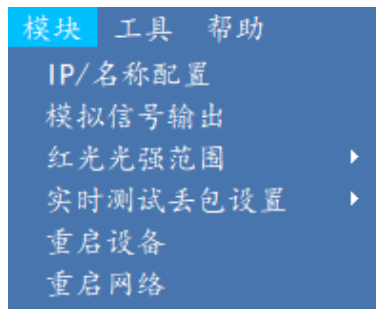 模块 工具 帮助
IP/名称配置
模拟信号输出
红光光强范围
实时测试丢包设置
重启设备
重启网络